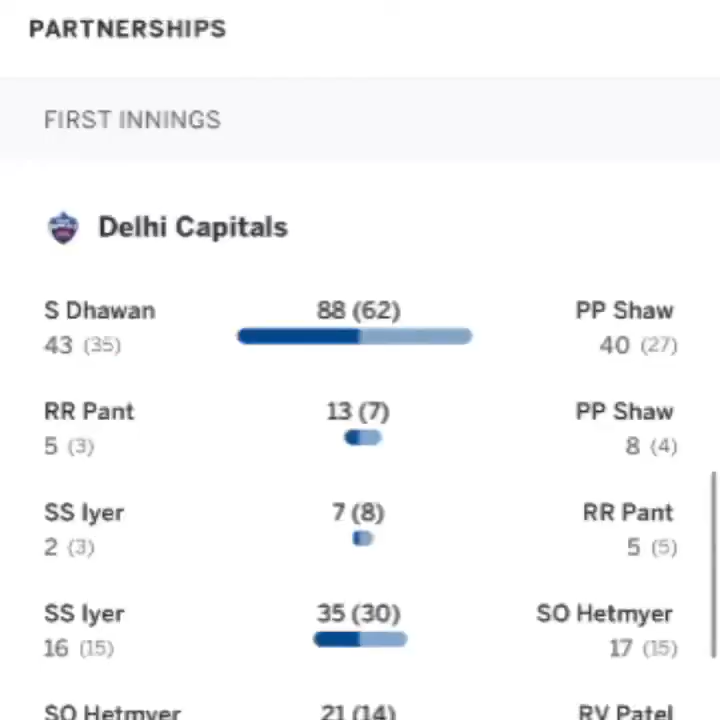 PARTNERSHIPS
FIRST INNINGS
Delhi Capitals
S Dhawan 88 (62) PP Shaw
43 (35) 40 (27)
RR Pant 13 (7) PP Shaw
5 (3) 8 (4)
SS Iyer 7 (8) RR Pant
2 (3) 5 (5)
SS Iyer 35 (30) SO Hetmyer
16 (15) 17 (15)
SO Hetmyer 21 (14) RV Patel